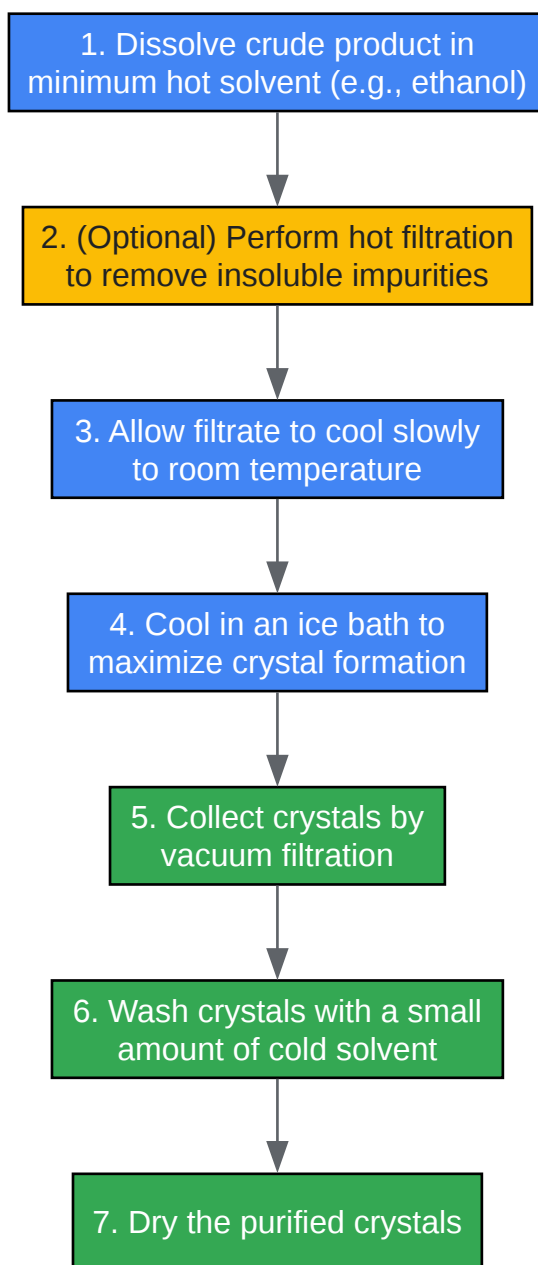 1. Dissolve crude product in
minimum hot solvent (e.g., ethanol)
2. (Optional) Perform hot filtration
to remove insoluble impurities
3. Allow filtrate to cool slowly
to room temperature
4. Cool in an ice bath to
maximize crystal formation
5. Collect crystals by
vacuum filtration
6. Wash crystals with a small
amount of cold solvent
7. Dry the purified crystals